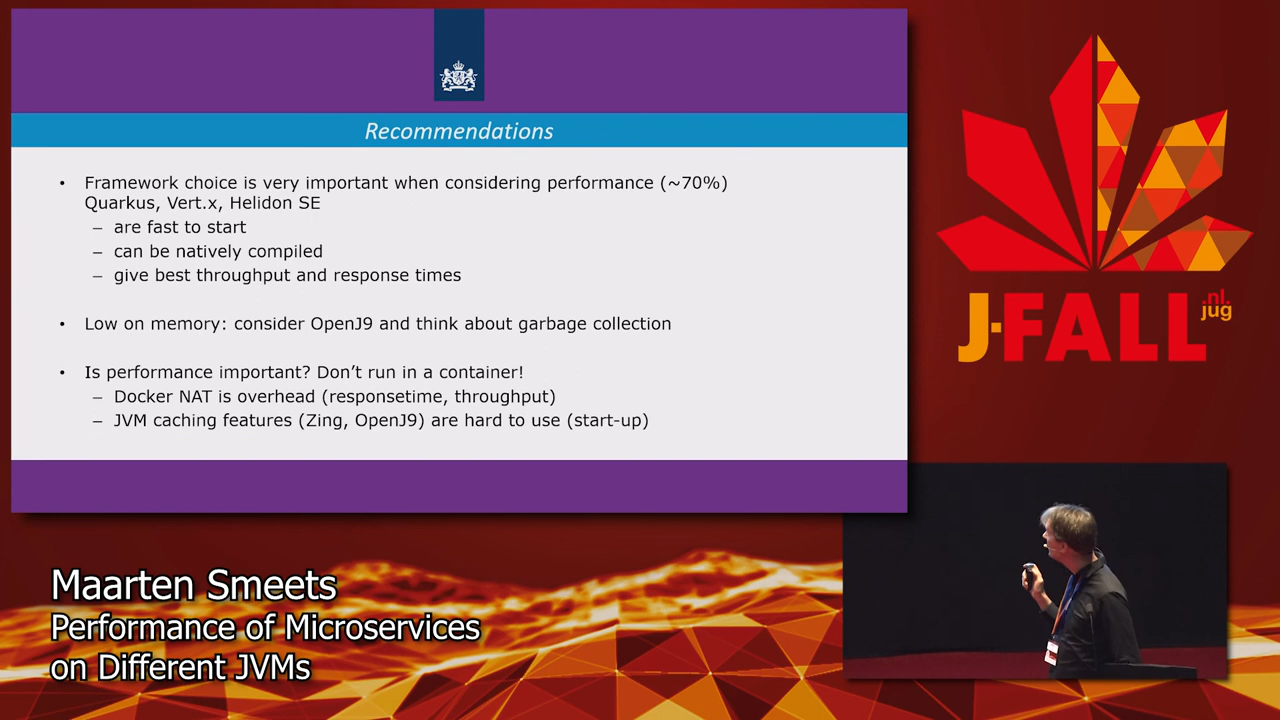 Recommendations
• Framework choice is very important when considering performance (~70%)
Quarkus, Vert.x, Helidon SE
– are fast to start
– can be natively compiled
– give best throughput and response times
• Low on memory: consider OpenJ9 and think about garbage collection
• Is performance important? Don’t run in a container!
– Docker NAT is overhead (responsetime, throughput)
– JVM caching features (Zing, OpenJ9) are hard to use (start-up)
J-FALL
.nl.
jug
Maarten Smeets
Performance of Microservices
on Different JVMs